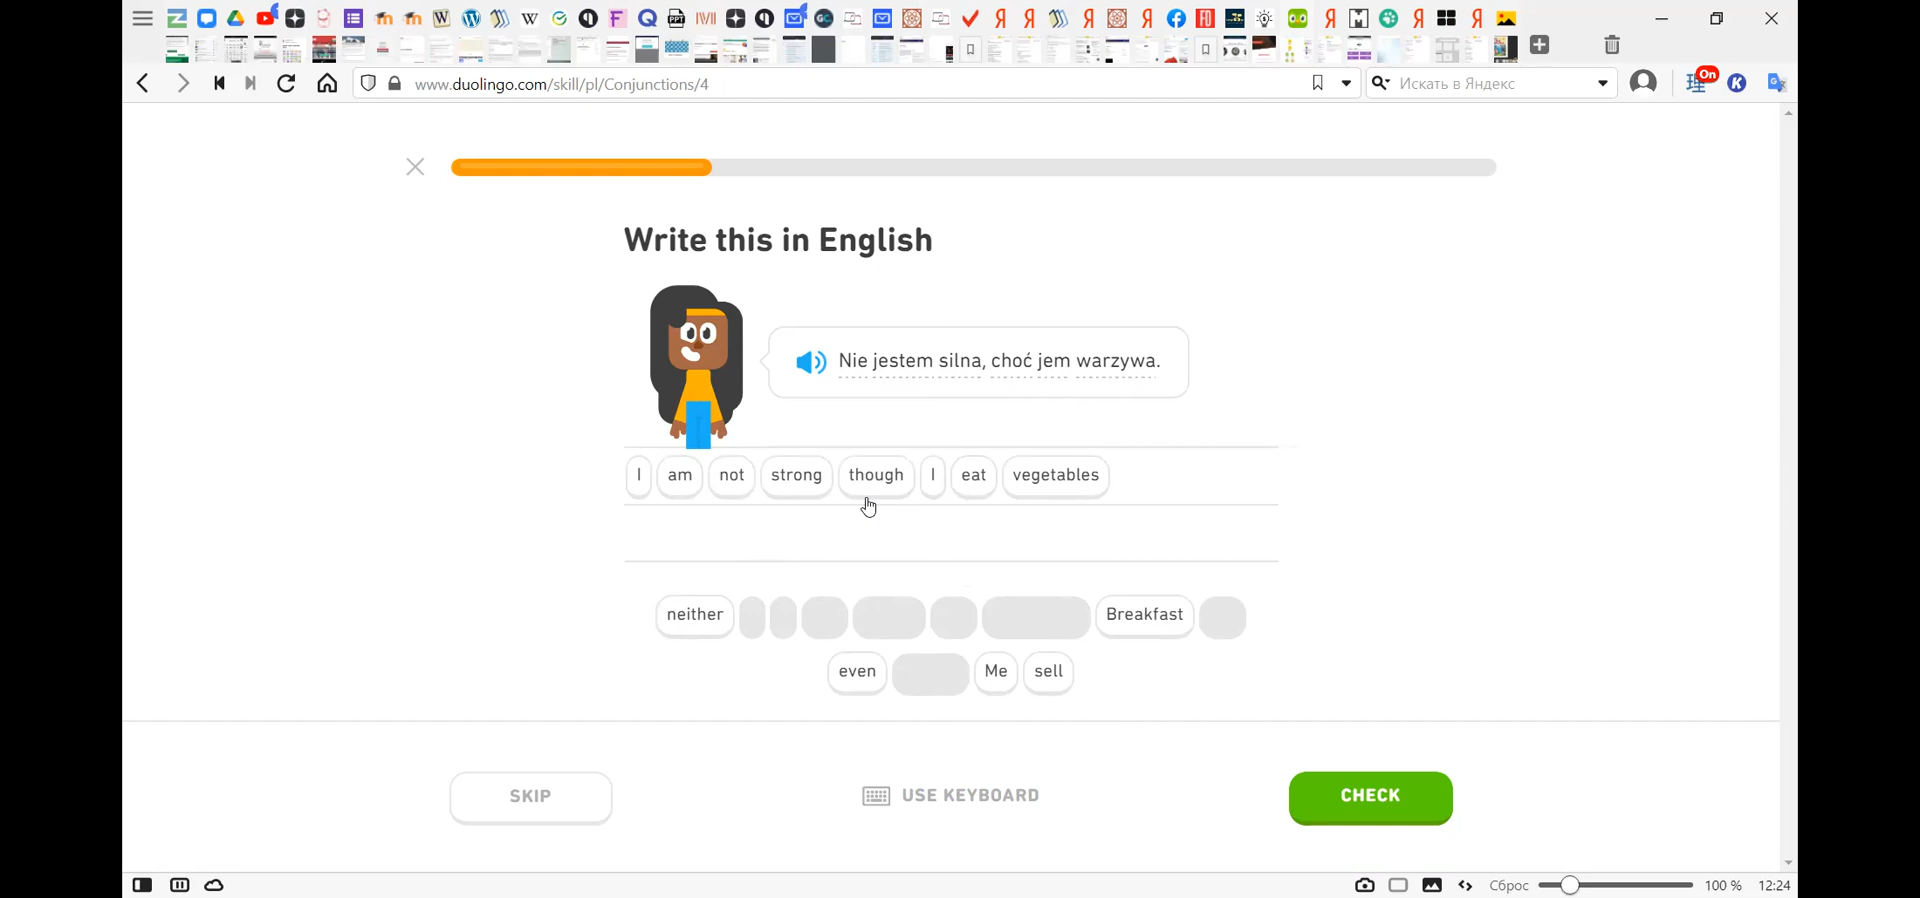 www.duolingo.com/skill/pl/Conjunctions/4
Искать в Яндекс
On
Write this in English
Nie jestem silna, choć jem warzywa.
I am not strong though I eat vegetables
neither Breakfast
even Me sell
SKIP
USE KEYBOARD
CHECK
Сброс
100 %
12:24